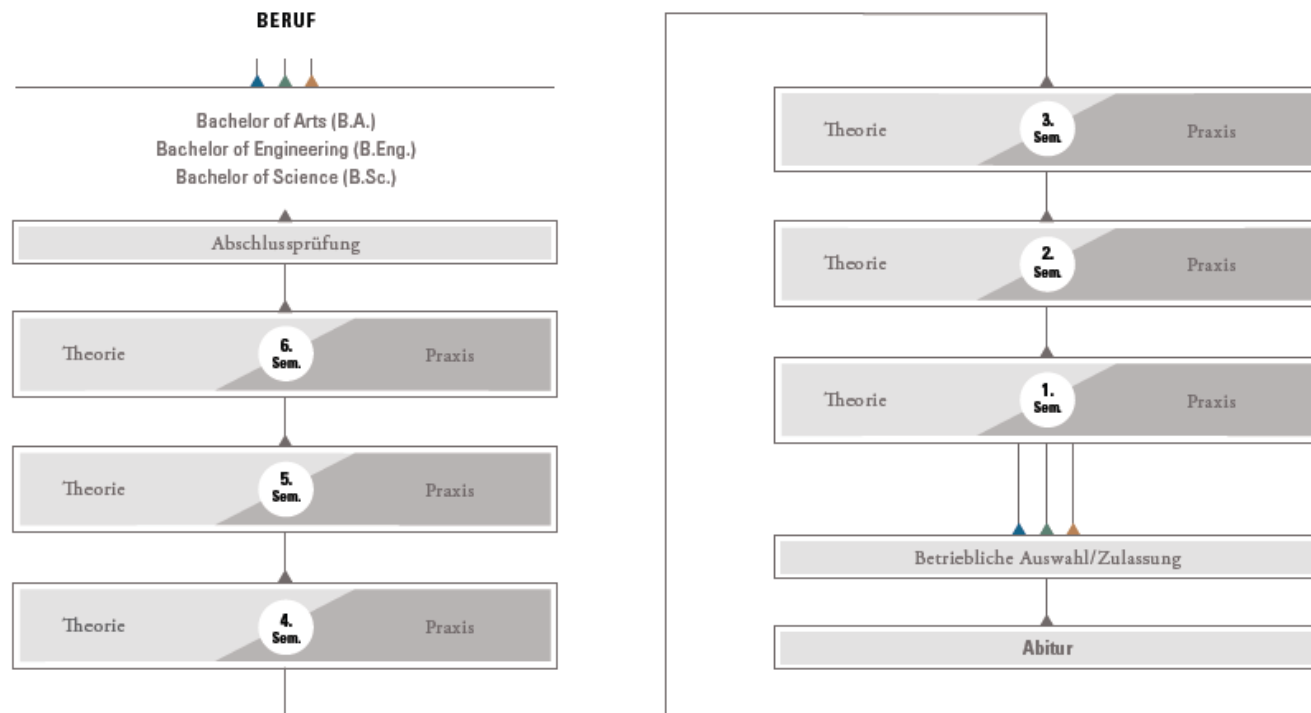 BERUF
Bachelor of Arts (B.A.)
Bachelor of Engineering (B.Eng.)
Bachelor of Science (B.Sc.)
Abschlussprüfung
Theorie
6.
Sem.
Praxis
Theorie
5.
Sem.
Praxis
Theorie
4.
Sem.
Praxis
Theorie
3.
Sem.
Praxis
Theorie
2.
Sem.
Praxis
Theorie
1.
Sem.
Praxis
Betriebliche Auswahl/Zulassung
Abitur